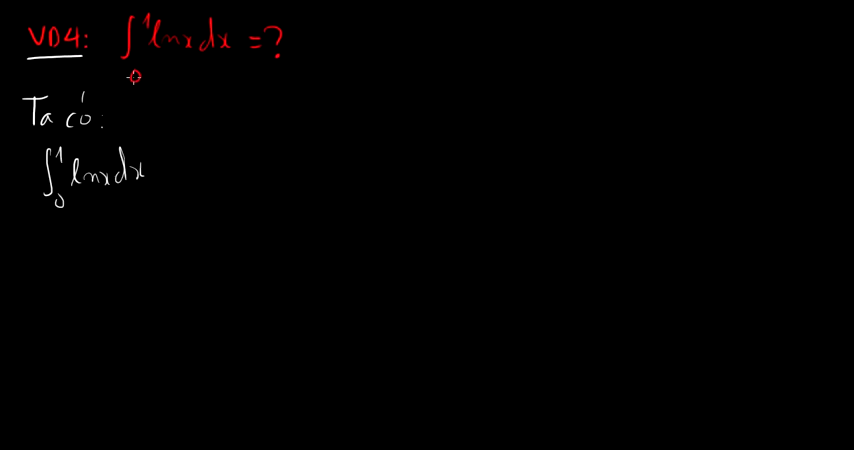 VD4: ∫₀¹ lnx dx = ?
Ta có:
∫₀¹ lnx dx